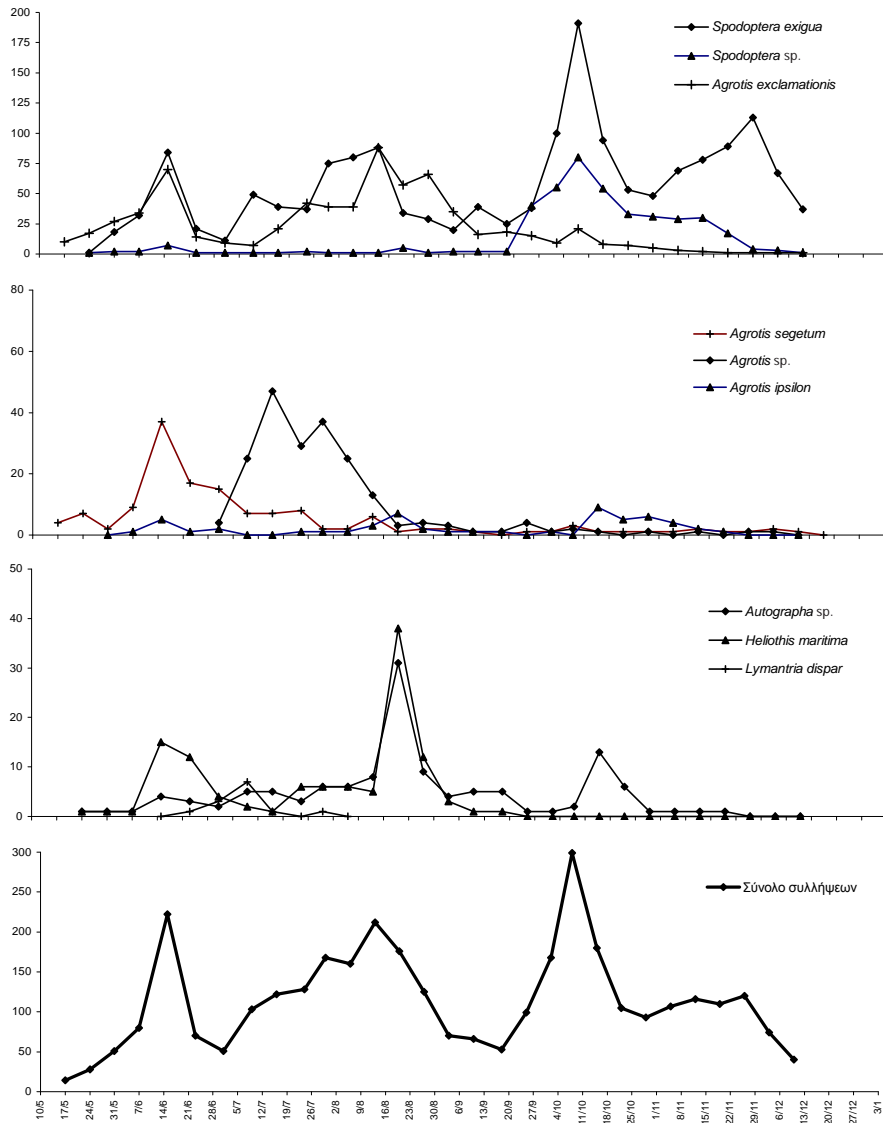 200
175
150
125
100
75
50
25
0
Spodoptera exigua
Spodoptera sp.
Agrotis exclamationis
80
60
40
20
0
Agrotis segetum
Agrotis sp.
Agrotis ipsilon
50
40
30
20
10
0
Autographa sp.
Heliothis maritima
Lymantria dispar
300
250
200
150
100
50
0
Σύνολο συλλήψεων
10/5 17/5 24/5 31/5 7/6 14/6 21/6 28/6 5/7 12/7 19/7 26/7 2/8 9/8 16/8 23/8 30/8 6/9 13/9 20/9 27/9 4/10 11/10 18/10 25/10 1/11 8/11 15/11 22/11 29/11 6/12 13/12 20/12 27/12 3/1